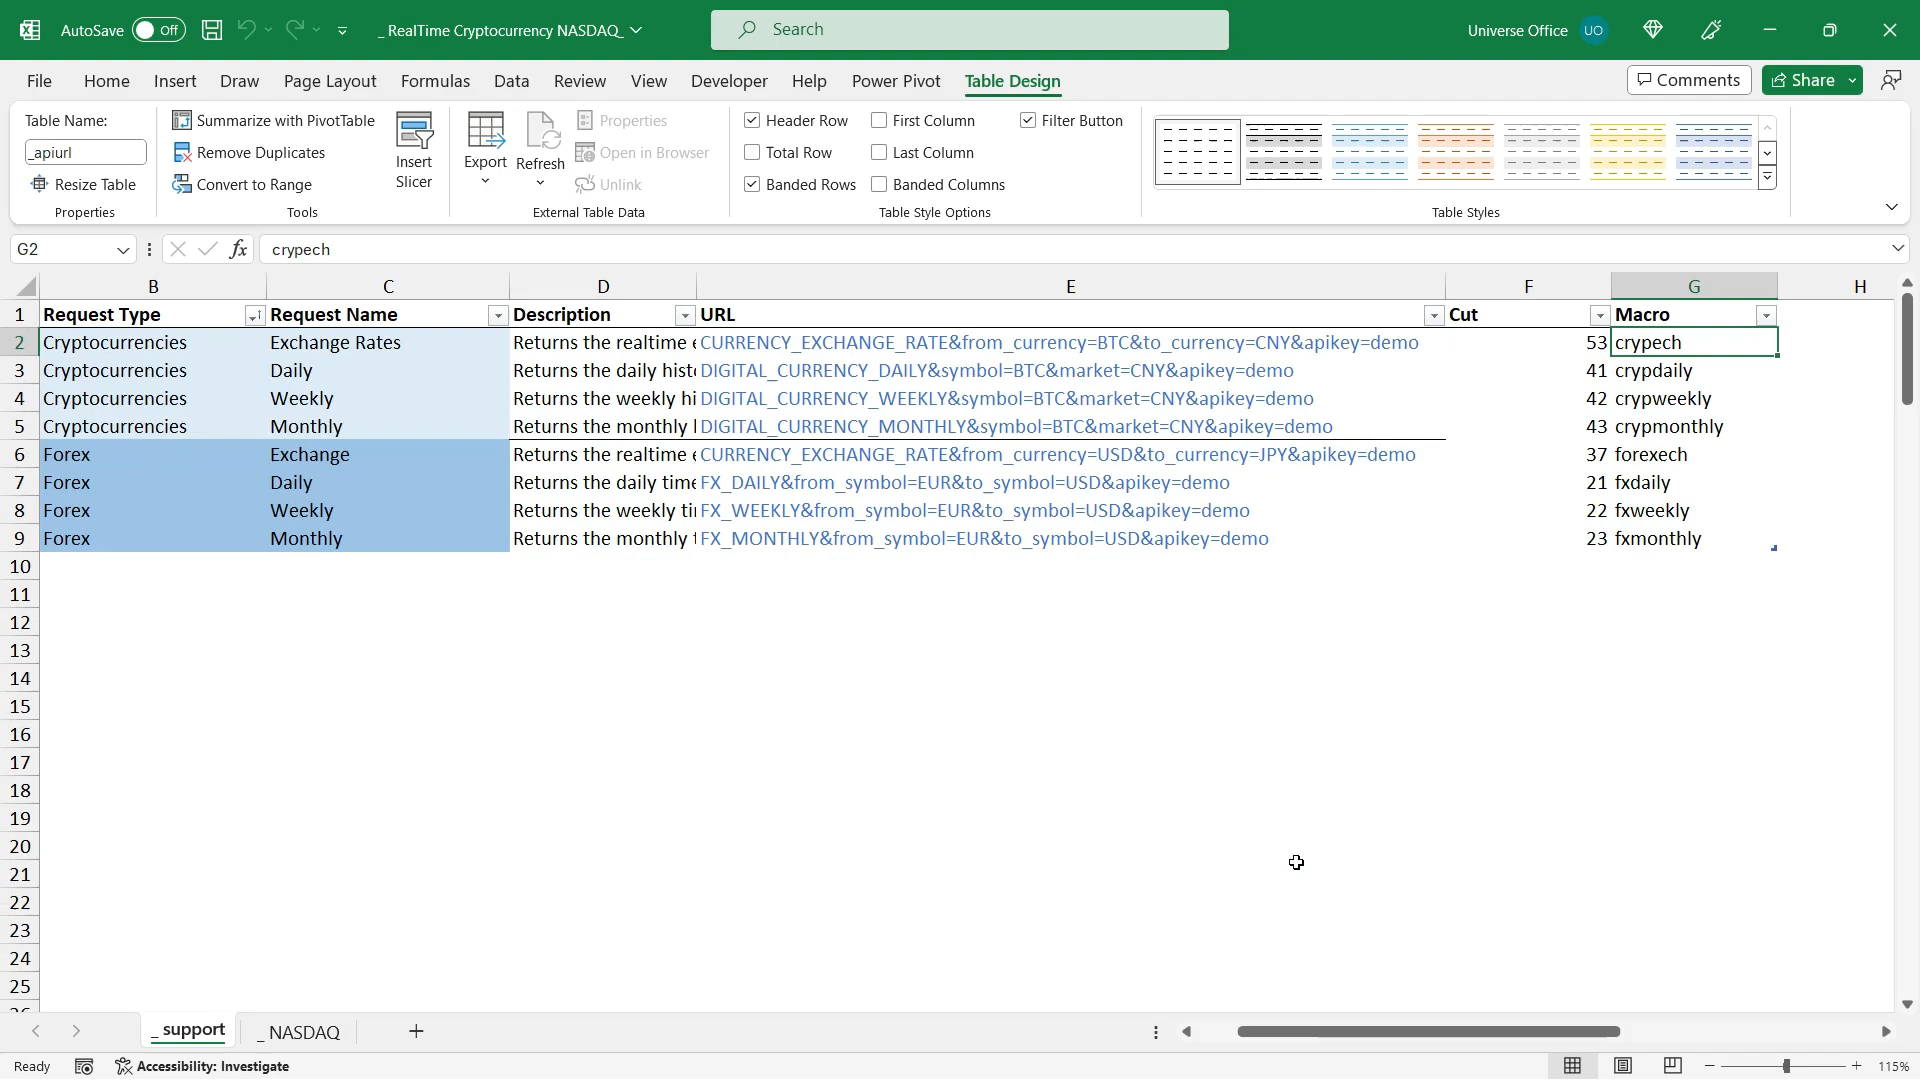 AutoSave Off _ RealTime Cryptocurrency NASDAQ_ Search Universe Office UO
File Home Insert Draw Page Layout Formulas Data Review View Developer Help Power Pivot Table Design Comments Share
Table Name:
_apiurl
Resize Table
Properties
Summarize with PivotTable
Remove Duplicates
Convert to Range
Tools
Insert
Slicer
Export
Refresh
Properties
Open in Browser
Unlink
External Table Data
Header Row First Column Filter Button
Total Row Last Column
Banded Rows Banded Columns
Table Style Options
Table Styles
G2 fx crypech
B C D E F G H
1 Request Type Request Name Description URL Cut Macro
2 Cryptocurrencies Exchange Rates Returns the realtime e CURRENCY_EXCHANGE_RATE&from_currency=BTC&to_currency=CNY&apikey=demo 53 crypech
3 Cryptocurrencies Daily Returns the daily histo DIGITAL_CURRENCY_DAILY&symbol=BTC&market=CNY&apikey=demo 41 crypdaily
4 Cryptocurrencies Weekly Returns the weekly hi DIGITAL_CURRENCY_WEEKLY&symbol=BTC&market=CNY&apikey=demo 42 crypweekly
5 Cryptocurrencies Monthly Returns the monthly DIGITAL_CURRENCY_MONTHLY&symbol=BTC&market=CNY&apikey=demo 43 crypmonthly
6 Forex Exchange Returns the realtime e CURRENCY_EXCHANGE_RATE&from_currency=USD&to_currency=JPY&apikey=demo 37 forexech
7 Forex Daily Returns the daily time FX_DAILY&from_symbol=EUR&to_symbol=USD&apikey=demo 21 fxdaily
8 Forex Weekly Returns the weekly ti FX_WEEKLY&from_symbol=EUR&to_symbol=USD&apikey=demo 22 fxweekly
9 Forex Monthly Returns the monthly FX_MONTHLY&from_symbol=EUR&to_symbol=USD&apikey=demo 23 fxmonthly
10
11
12
13
14
15
16
17
18
19
20
21
22
23
24
25
_ support _ NASDAQ
Ready Accessibility: Investigate 115%